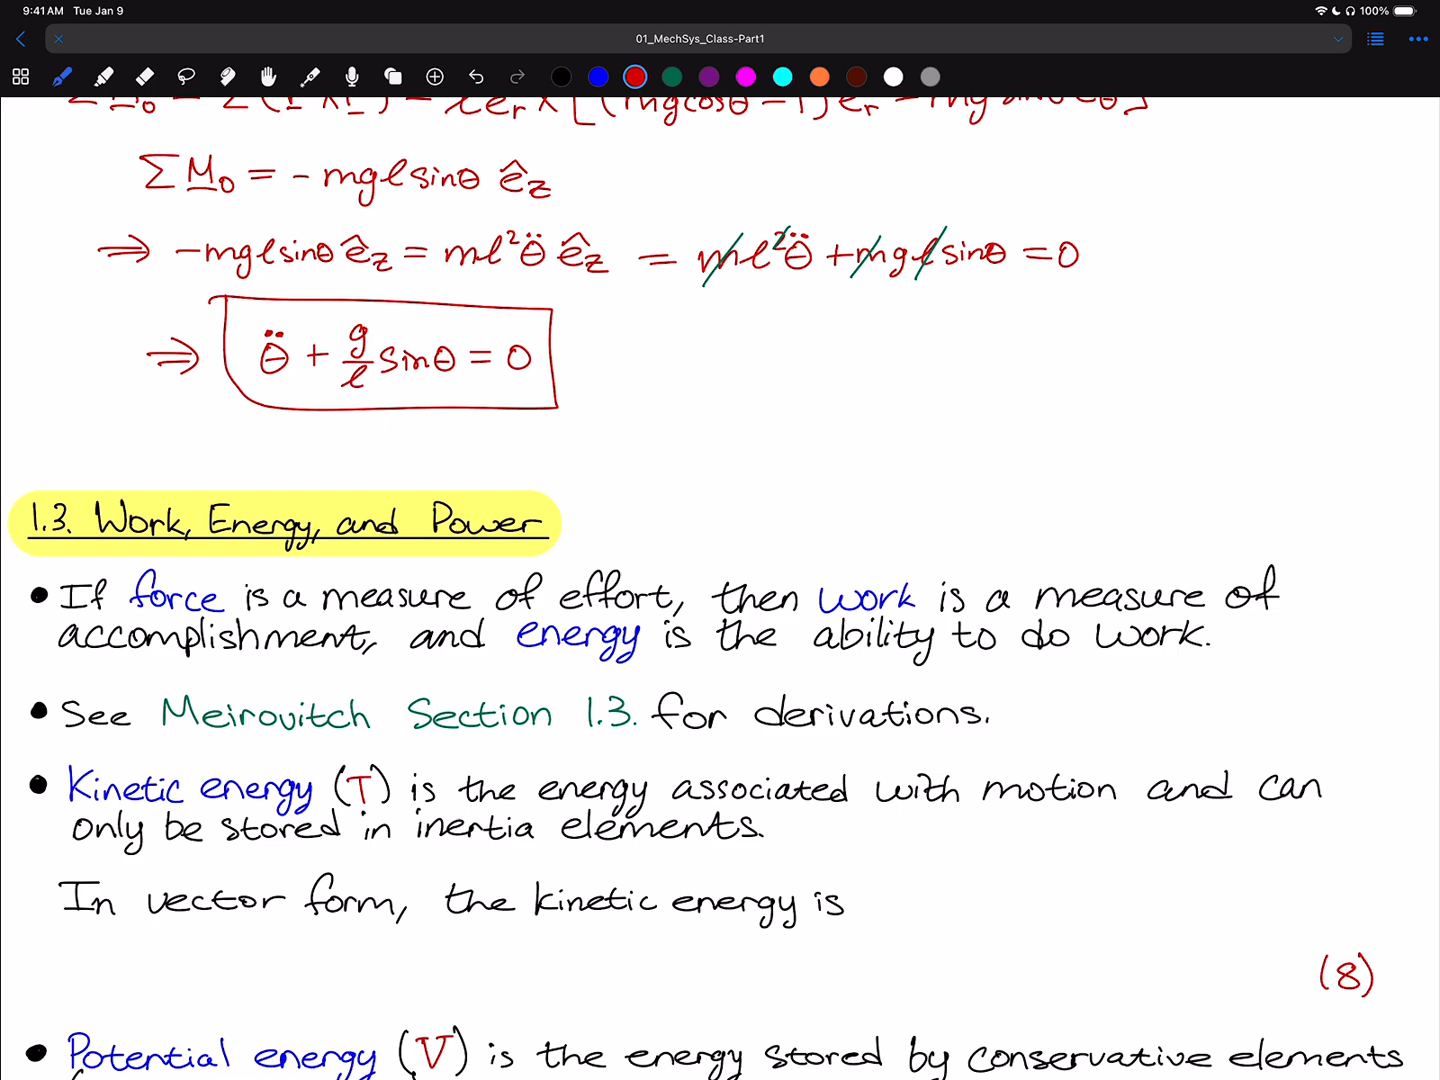 9:41 AM Tue Jan 9
100%
01_MechSys_Class-Part1
ΣM₀ = -mgℓsinθ ê_z
⇒ -mgℓsinθ ê_z = mℓ²θ̈ ê_z = mℓ²θ̈ + mgℓsinθ = 0
⇒ θ̈ + g/ℓ sinθ = 0
1.3. Work, Energy, and Power
• If force is a measure of effort, then work is a measure of
accomplishment, and energy is the ability to do work.
• See Meirovitch Section 1.3. for derivations.
• Kinetic energy (T) is the energy associated with motion and can
only be stored in inertia elements.
In vector form, the kinetic energy is
(8)
• Potential energy (V) is the energy stored by conservative elements